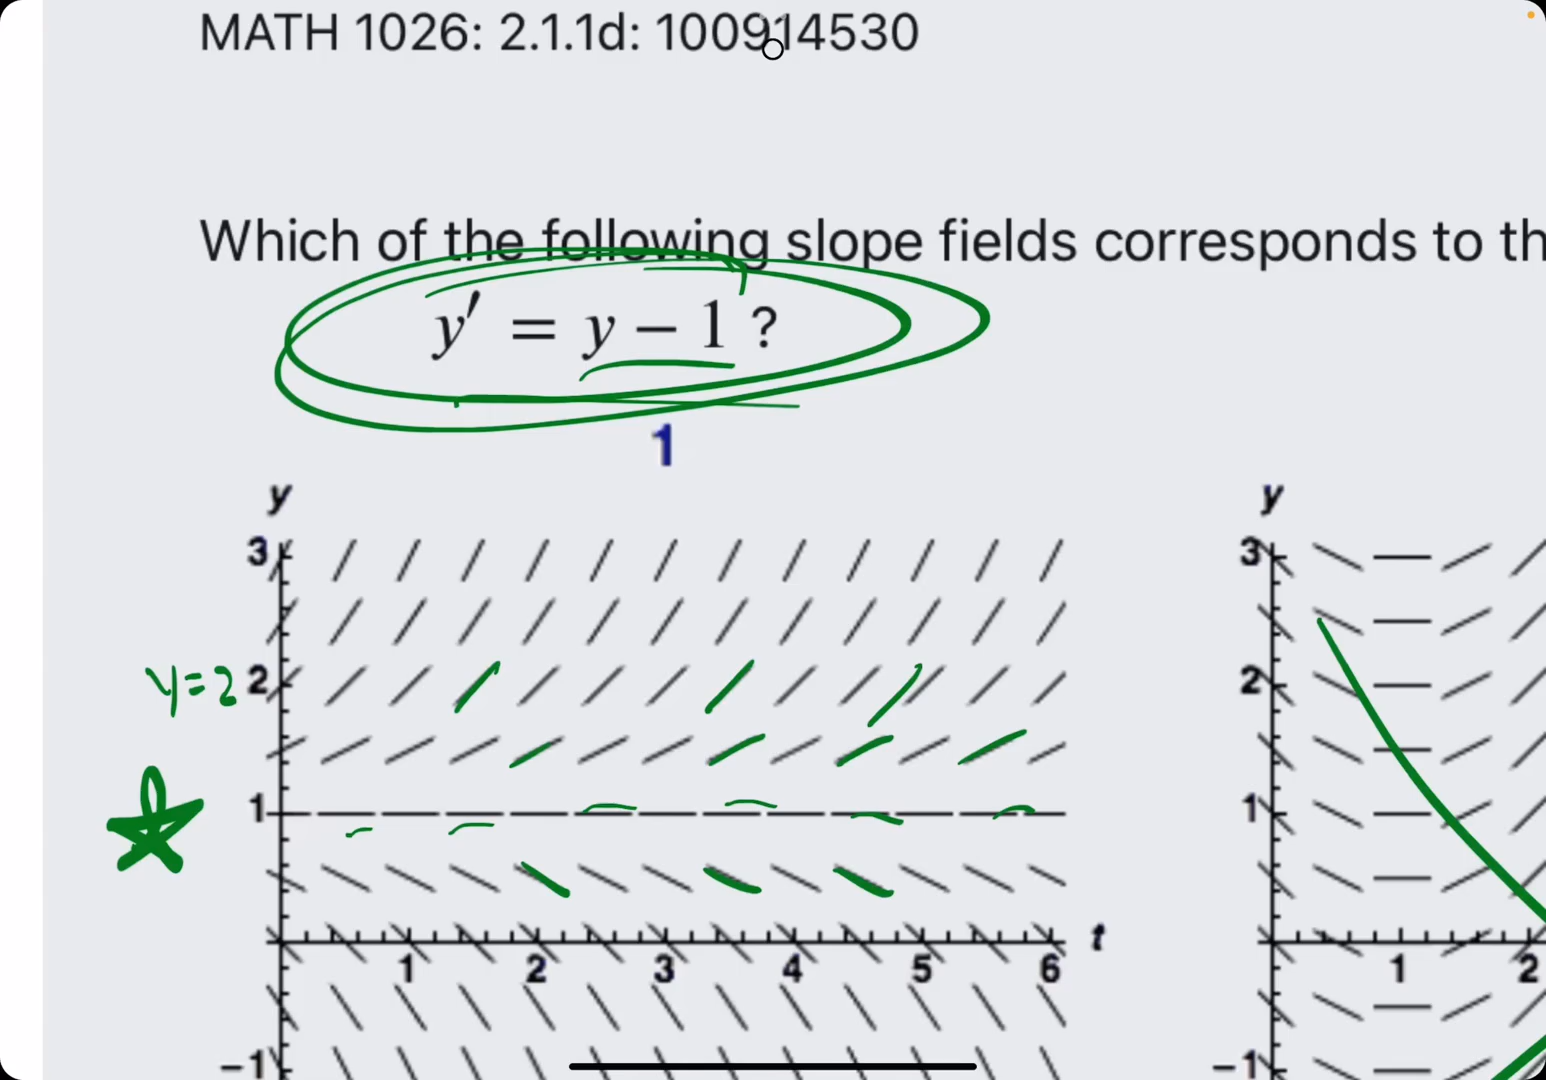 MATH 1026: 2.1.1d: 100914530
Which of the following slope fields corresponds to th
y′ = y − 1 ?
1
y
y
3
3
y=2
2
2
1
1
t
1 2 3 4 5 6
1 2
−1
−1